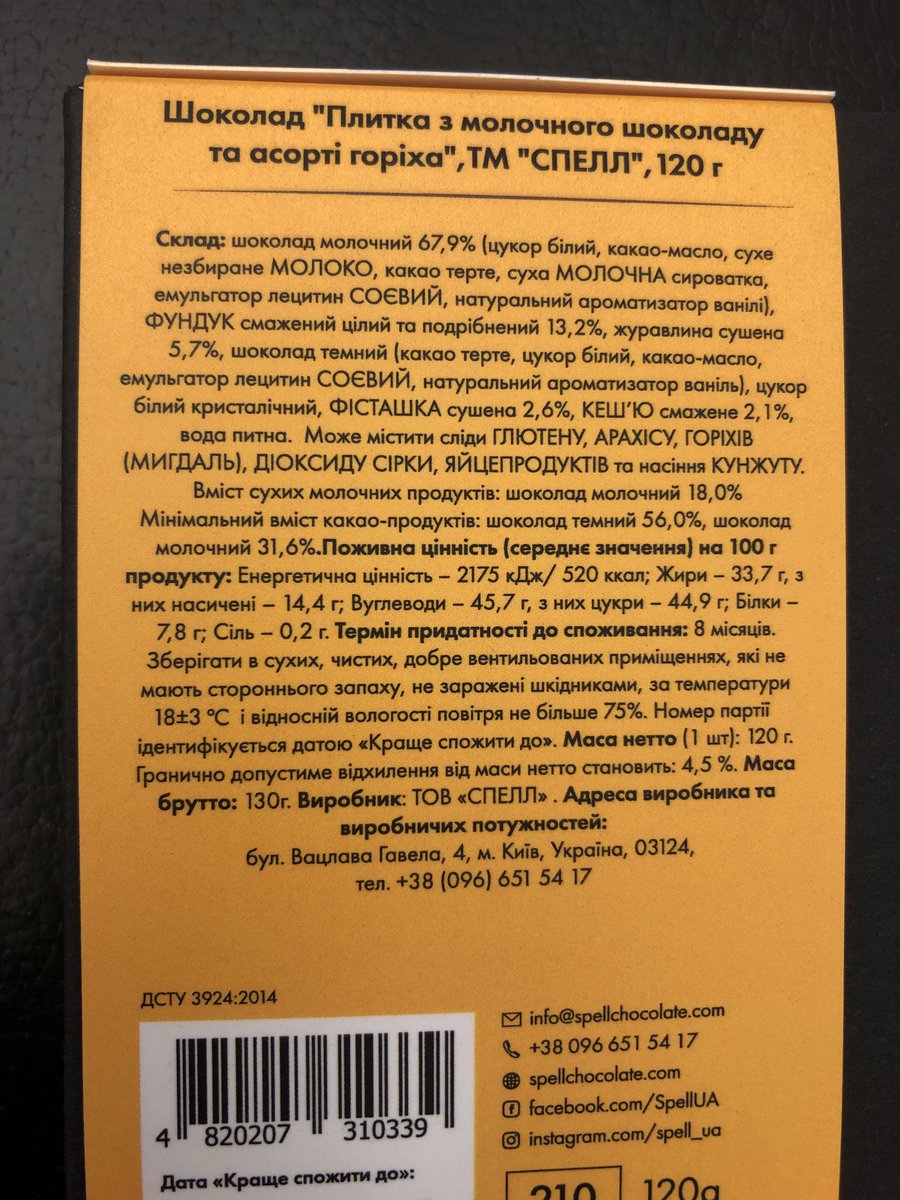 Шоколад "Плитка з молочного шоколаду
та асорті горіха",ТМ "СПЕЛЛ",120 г
Склад: шоколад молочний 67,9% (цукор білий, какао-масло, сухе
незбиране МОЛОКО, какао терте, суха МОЛОЧНА сироватка,
емульгатор лецитин СОЄВИЙ, натуральний ароматизатор ванілі),
ФУНДУК смажений цілий та подрібнений 13,2%, журавлина сушена
5,7%, шоколад темний (какао терте, цукор білий, какао-масло,
емульгатор лецитин СОЄВИЙ, натуральний ароматизатор ваніль), цукор
білий кристалічний, ФІСТАШКА сушена 2,6%, КЕШ’Ю смажене 2,1%,
вода питна. Може містити сліди ГЛЮТЕНУ, АРАХІСУ, ГОРІХІВ
(МИГДАЛЬ), ДІОКСИДУ СІРКИ, ЯЙЦЕПРОДУКТІВ та насіння КУНЖУТУ.
Вміст сухих молочних продуктів: шоколад молочний 18,0%
Мінімальний вміст какао-продуктів: шоколад темний 56,0%, шоколад
молочний 31,6%.Поживна цінність (середнє значення) на 100 г
продукту: Енергетична цінність – 2175 кДж/ 520 ккал; Жири – 33,7 г, з
них насичені – 14,4 г; Вуглеводи – 45,7 г, з них цукри – 44,9 г; Білки –
7,8 г; Сіль – 0,2 г. Термін придатності до споживання: 8 місяців.
Зберігати в сухих, чистих, добре вентильованих приміщеннях, які не
мають стороннього запаху, не заражені шкідниками, за температури
18±3 °С і відносній вологості повітря не більше 75%. Номер партії
ідентифікується датою «Краще спожити до». Маса нетто (1 шт): 120 г.
Гранично допустиме відхилення від маси нетто становить: 4,5 %. Маса
брутто: 130г. Виробник: ТОВ «СПЕЛЛ» . Адреса виробника та
виробничих потужностей:
бул. Вацлава Гавела, 4, м. Київ, Україна, 03124,
тел. +38 (096) 651 54 17
ДСТУ 3924:2014
info@spellchocolate.com
+38 096 651 54 17
spellchocolate.com
facebook.com/SpellUA
instagram.com/spell_ua
4 820207 310339
Дата «Краще спожити до»:
210 120g